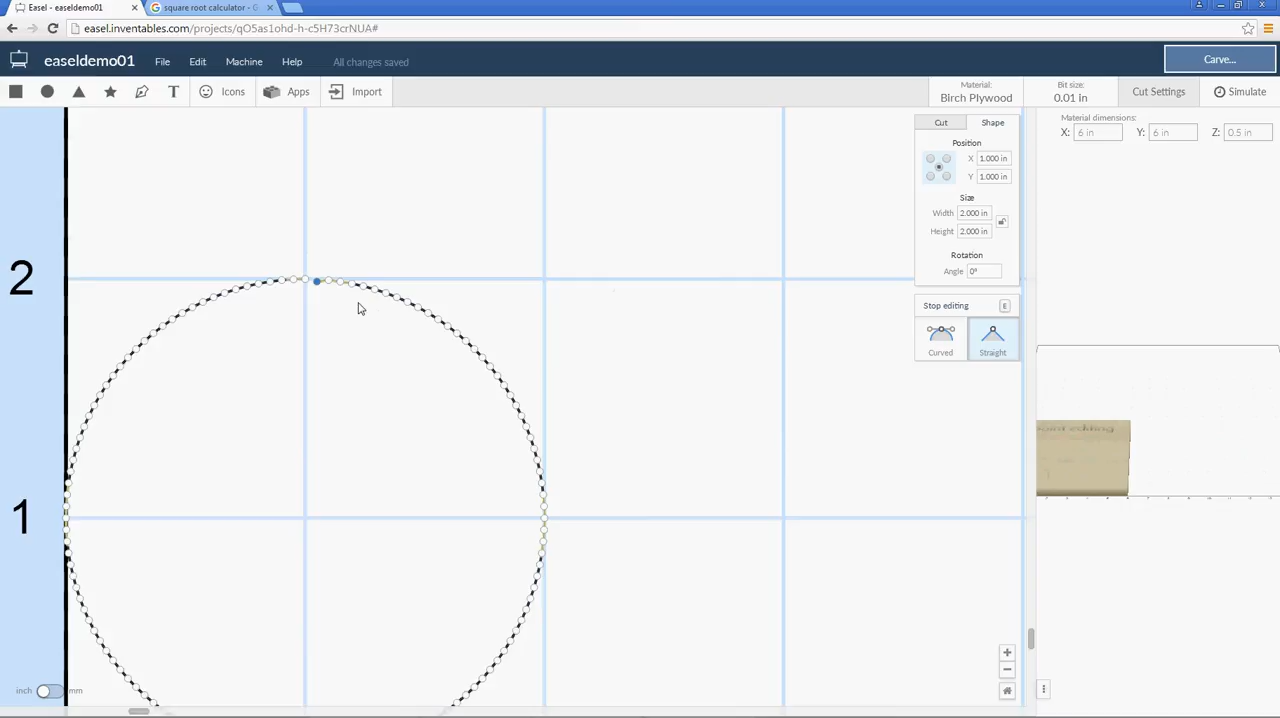 Easel - easeldemo01
square root calculator - G
easel.inventables.com/projects/qO5as1ohd-h-c5H73crNUA#
easeldemo01
File
Edit
Machine
Help
All changes saved
Carve...
T
Icons
Apps
Import
Material:
Birch Plywood
Bit size:
0.01 in
Cut Settings
Simulate
Material dimensions:
X: 6 in
Y: 6 in
Z: 0.5 in
Cut
Shape
Position
X 1.000 in
Y 1.000 in
Size
Width 2.000 in
Height 2.000 in
Rotation
Angle 0°
Stop editing E
Curved
Straight
point editing
2
1
inch
mm